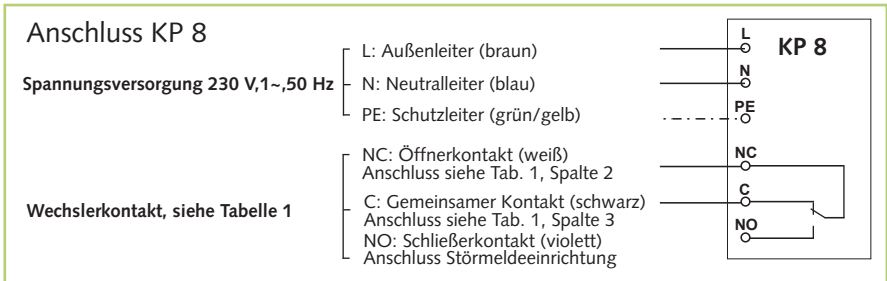 Anschluss KP 8
Spannungsversorgung 230 V,1~,50 Hz
L: Außenleiter (braun)
N: Neutralleiter (blau)
PE: Schutzleiter (grün/gelb)
Wechslerkontakt, siehe Tabelle 1
NC: Öffnerkontakt (weiß)
Anschluss siehe Tab. 1, Spalte 2
C: Gemeinsamer Kontakt (schwarz)
Anschluss siehe Tab. 1, Spalte 3
NO: Schließerkontakt (violett)
Anschluss Störmeldeeinrichtung
KP 8
L
N
PE
NC
C
NO